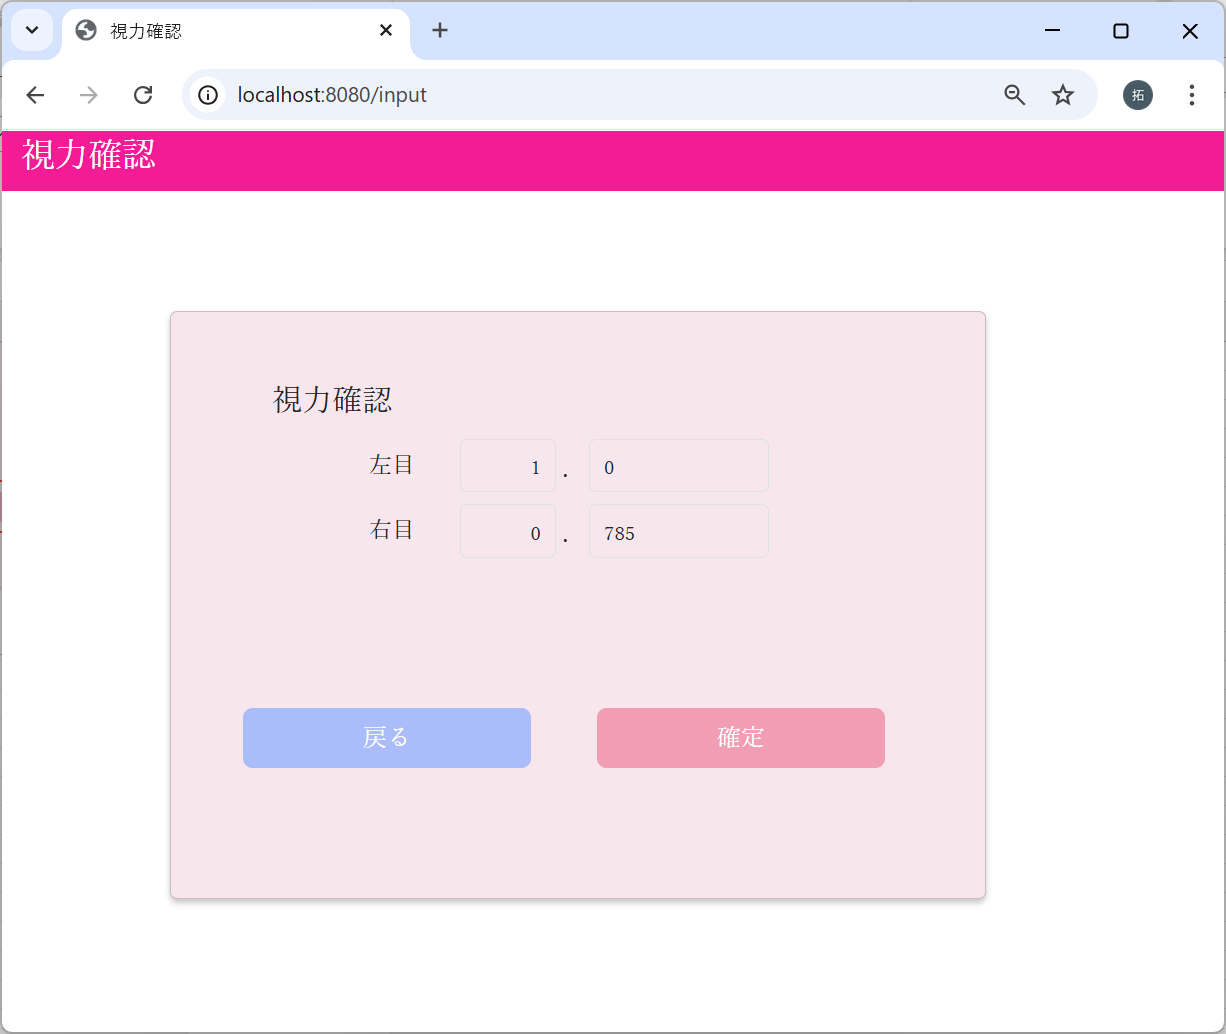 視力確認
localhost:8080/input
拓
視力確認
視力確認
左目 1 . 0
右目 0 . 785
戻る 確定